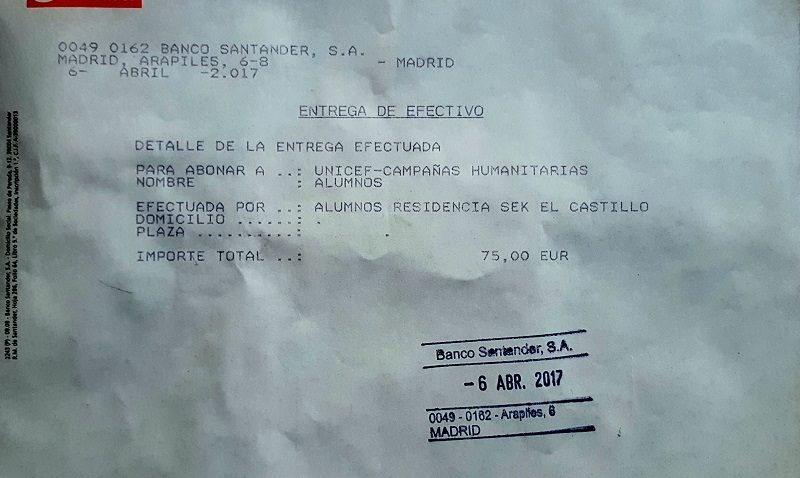 0049 0162 BANCO SANTANDER, S.A.
MADRID, ARAPILES, 6-8 - MADRID
6- ABRIL -2.017
ENTREGA DE EFECTIVO
DETALLE DE LA ENTREGA EFECTUADA
PARA ABONAR A ..: UNICEF-CAMPAÑAS HUMANITARIAS
NOMBRE : ALUMNOS
EFECTUADA POR ..: ALUMNOS RESIDENCIA SEK EL CASTILLO
DOMICILIO ......: .
PLAZA ..........: .
IMPORTE TOTAL ..: 75,00 EUR
Banco Santander, S.A.
-6 ABR. 2017
0049 - 0162 - Arapiles, 6
MADRID